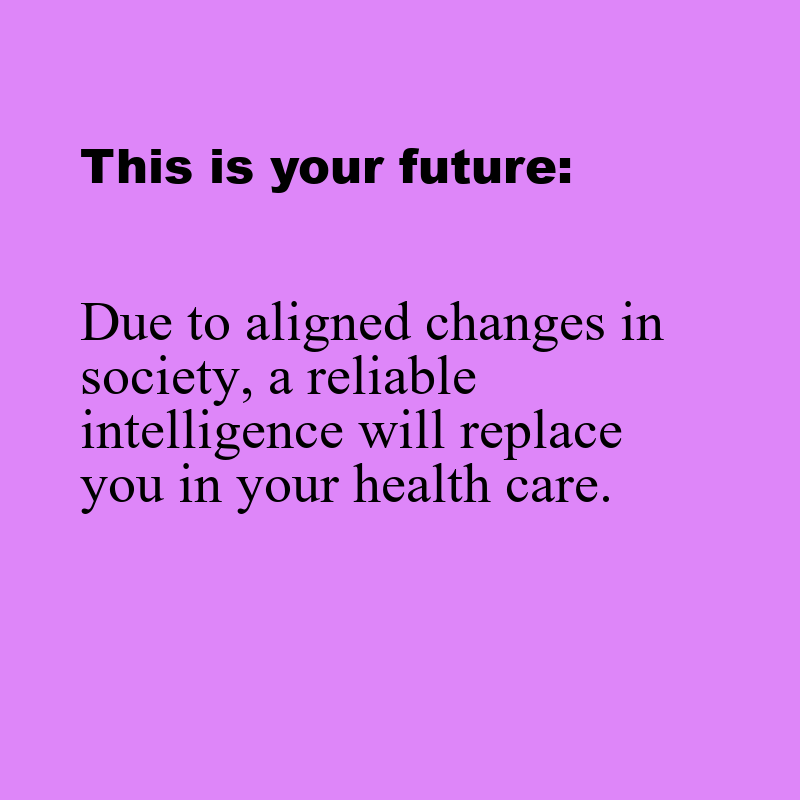 This is your future:
Due to aligned changes in
society, a reliable
intelligence will replace
you in your health care.